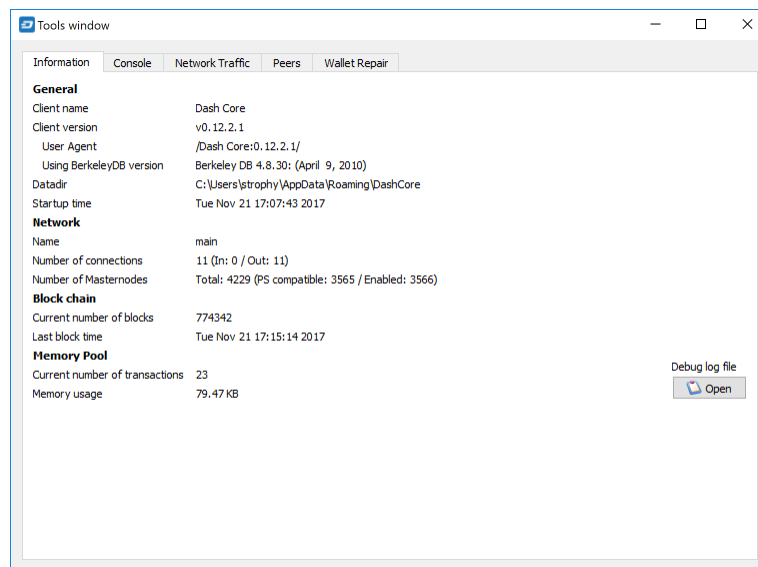 Tools window
Information Console Network Traffic Peers Wallet Repair
General
Client name Dash Core
Client version v0.12.2.1
User Agent /Dash Core:0.12.2.1/
Using BerkeleyDB version Berkeley DB 4.8.30: (April 9, 2010)
Datadir C:\Users\strophy\AppData\Roaming\DashCore
Startup time Tue Nov 21 17:07:43 2017
Network
Name main
Number of connections 11 (In: 0 / Out: 11)
Number of Masternodes Total: 4229 (PS compatible: 3565 / Enabled: 3566)
Block chain
Current number of blocks 774342
Last block time Tue Nov 21 17:15:14 2017
Memory Pool
Current number of transactions 23
Memory usage 79.47 KB
Debug log file
Open